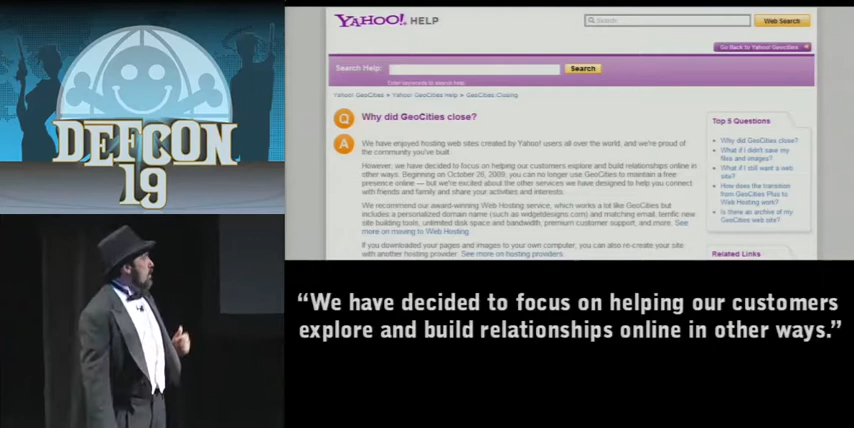 DEFCON
19
YAHOO! HELP
Search
Web Search
Go Back to Yahoo! Geocities
Search Help:
Search
Enter keywords to search help.
Yahoo! GeoCities > Yahoo! GeoCities Help > GeoCities Closing
Q
Why did GeoCities close?
A
We have enjoyed hosting web sites created by Yahoo! users all over the world, and we're proud of
the community you've built.
However, we have decided to focus on helping our customers explore and build relationships online in
other ways. Beginning on October 26, 2009, you can no longer use GeoCities to maintain a free
presence online — but we're excited about the other services we have designed to help you connect
with friends and family and share your activities and interests.
We recommend our award-winning Web Hosting service, which works a lot like GeoCities but
includes a personalized domain name (such as widgetdesigns.com) and matching email, terrific new
site building tools, unlimited disk space and bandwidth, premium customer support, and more. See
more on moving to Web Hosting.
If you downloaded your pages and images to your own computer, you can also re-create your site
with another hosting provider. See more on hosting providers.
Top 5 Questions
Why did GeoCities close?
What if I didn't save my
files and images?
What if I still want a web
site?
How does the transition
from GeoCities Plus to
Web Hosting work?
Is there an archive of my
GeoCities web site?
Related Links
“We have decided to focus on helping our customers
explore and build relationships online in other ways.”